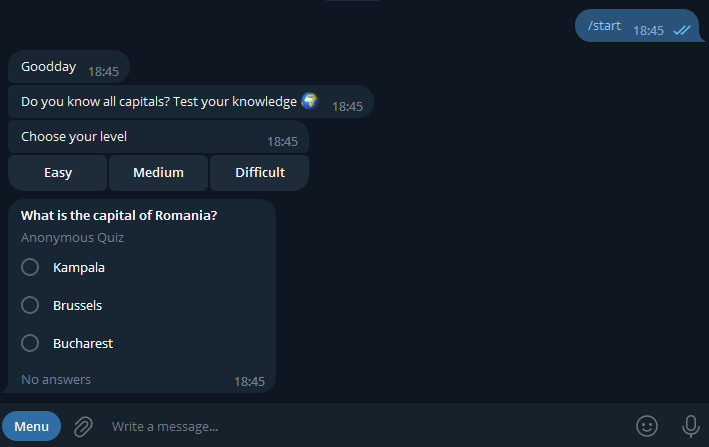 /start 18:45
Goodday 18:45
Do you know all capitals? Test your knowledge 🌍 18:45
Choose your level 18:45
Easy Medium Difficult
What is the capital of Romania?
Anonymous Quiz
Kampala
Brussels
Bucharest
No answers 18:45
Menu Write a message...